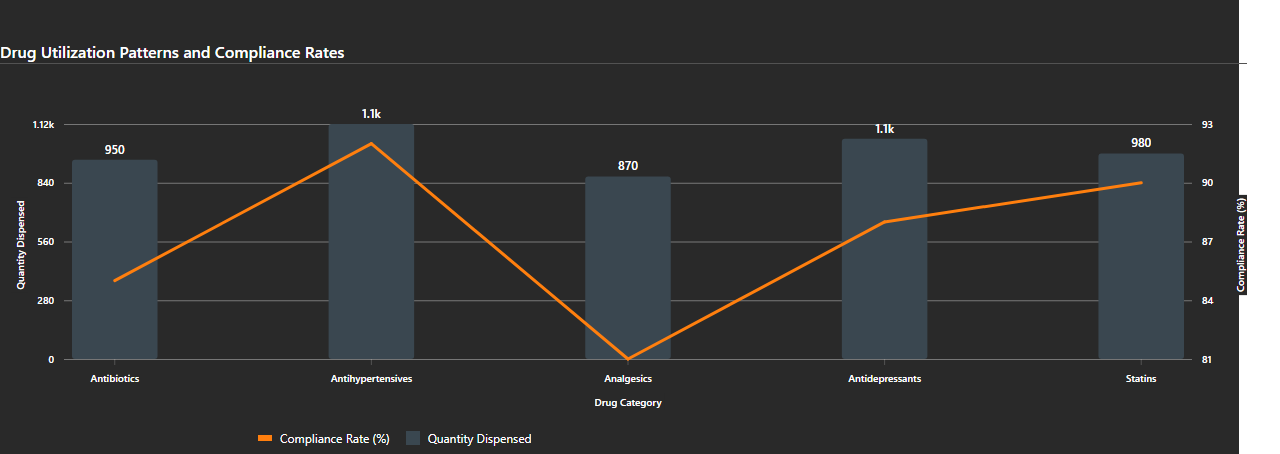 Drug Utilization Patterns and Compliance Rates
1.1k
1.12k
93
1.1k
950
980
870
840
90
Quantity Dispensed
Compliance Rate (%)
560
87
280
84
0
81
Antibiotics
Antihypertensives
Analgesics
Antidepressants
Statins
Drug Category
Compliance Rate (%)
Quantity Dispensed